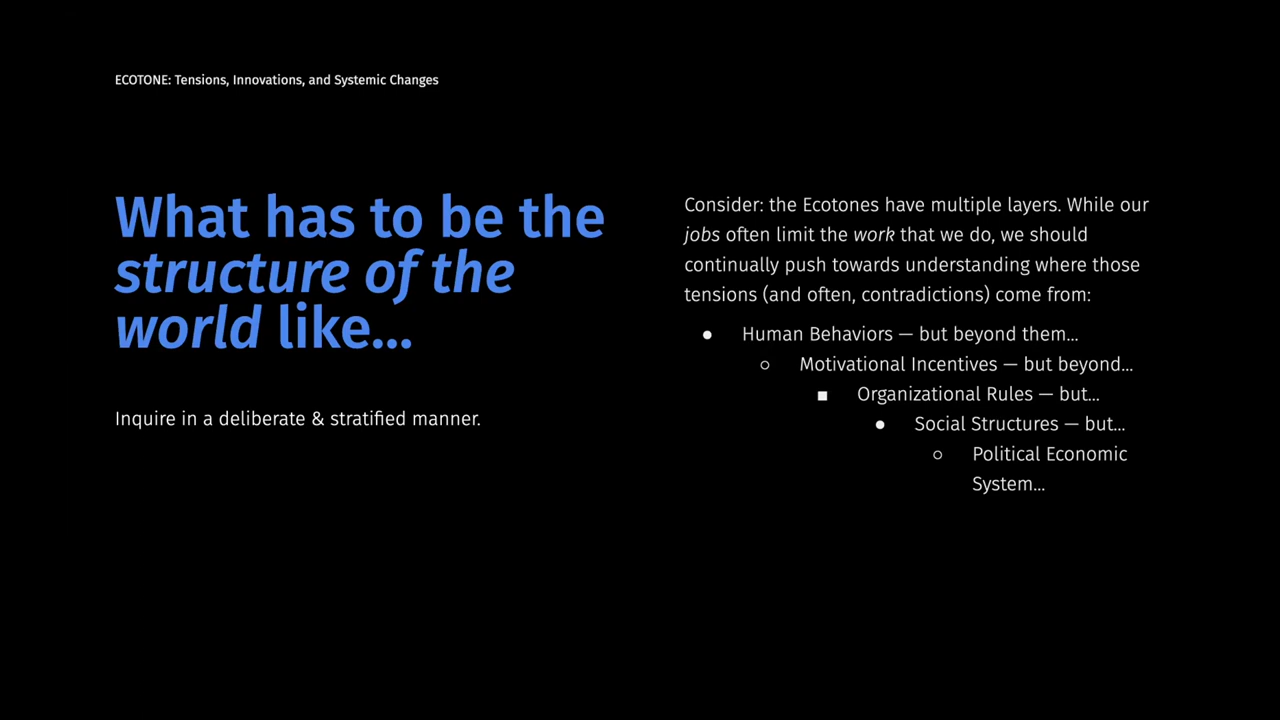 ECOTONE: Tensions, Innovations, and Systemic Changes
What has to be the
structure of the
world like...
Inquire in a deliberate & stratified manner.
Consider: the Ecotones have multiple layers. While our
jobs often limit the work that we do, we should
continually push towards understanding where those
tensions (and often, contradictions) come from:
● Human Behaviors — but beyond them...
○ Motivational Incentives — but beyond...
■ Organizational Rules — but...
● Social Structures — but...
○ Political Economic
System...